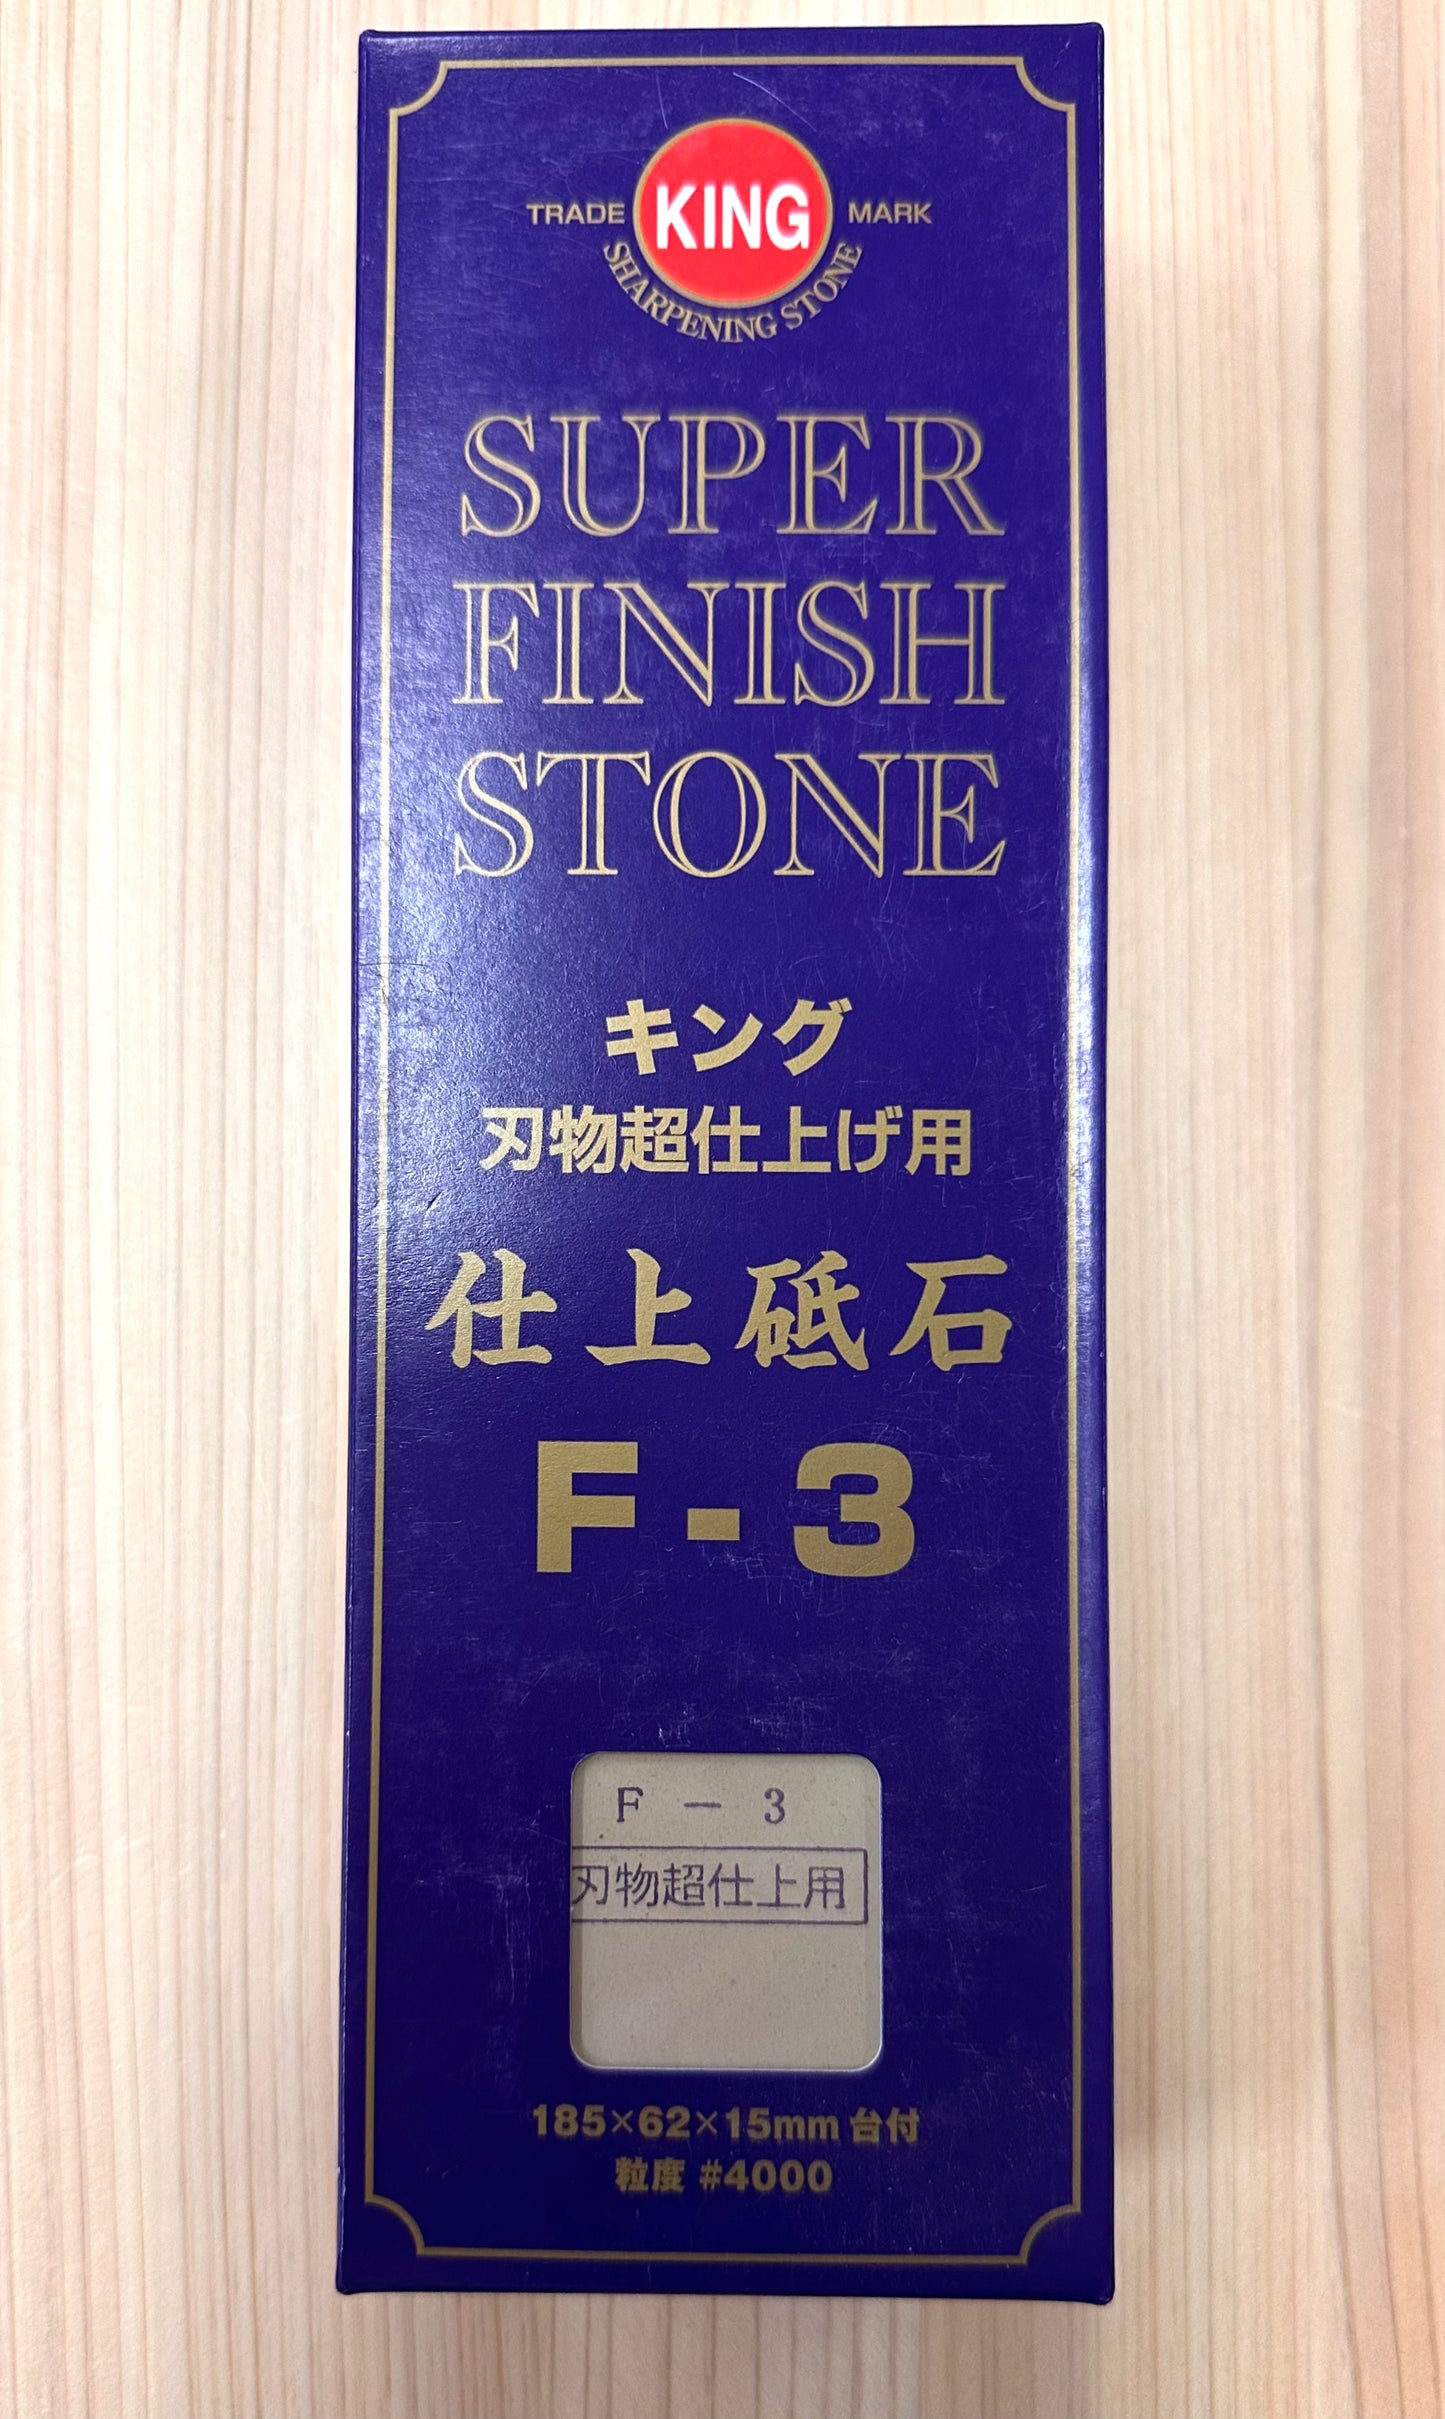 TRADE KING MARK
SHARPENING STONE
SUPER
FINISH
STONE
キング
刃物超仕上げ用
仕上砥石
F-3
F－3
刃物超仕上用
185×62×15mm 台付
粒度 #4000